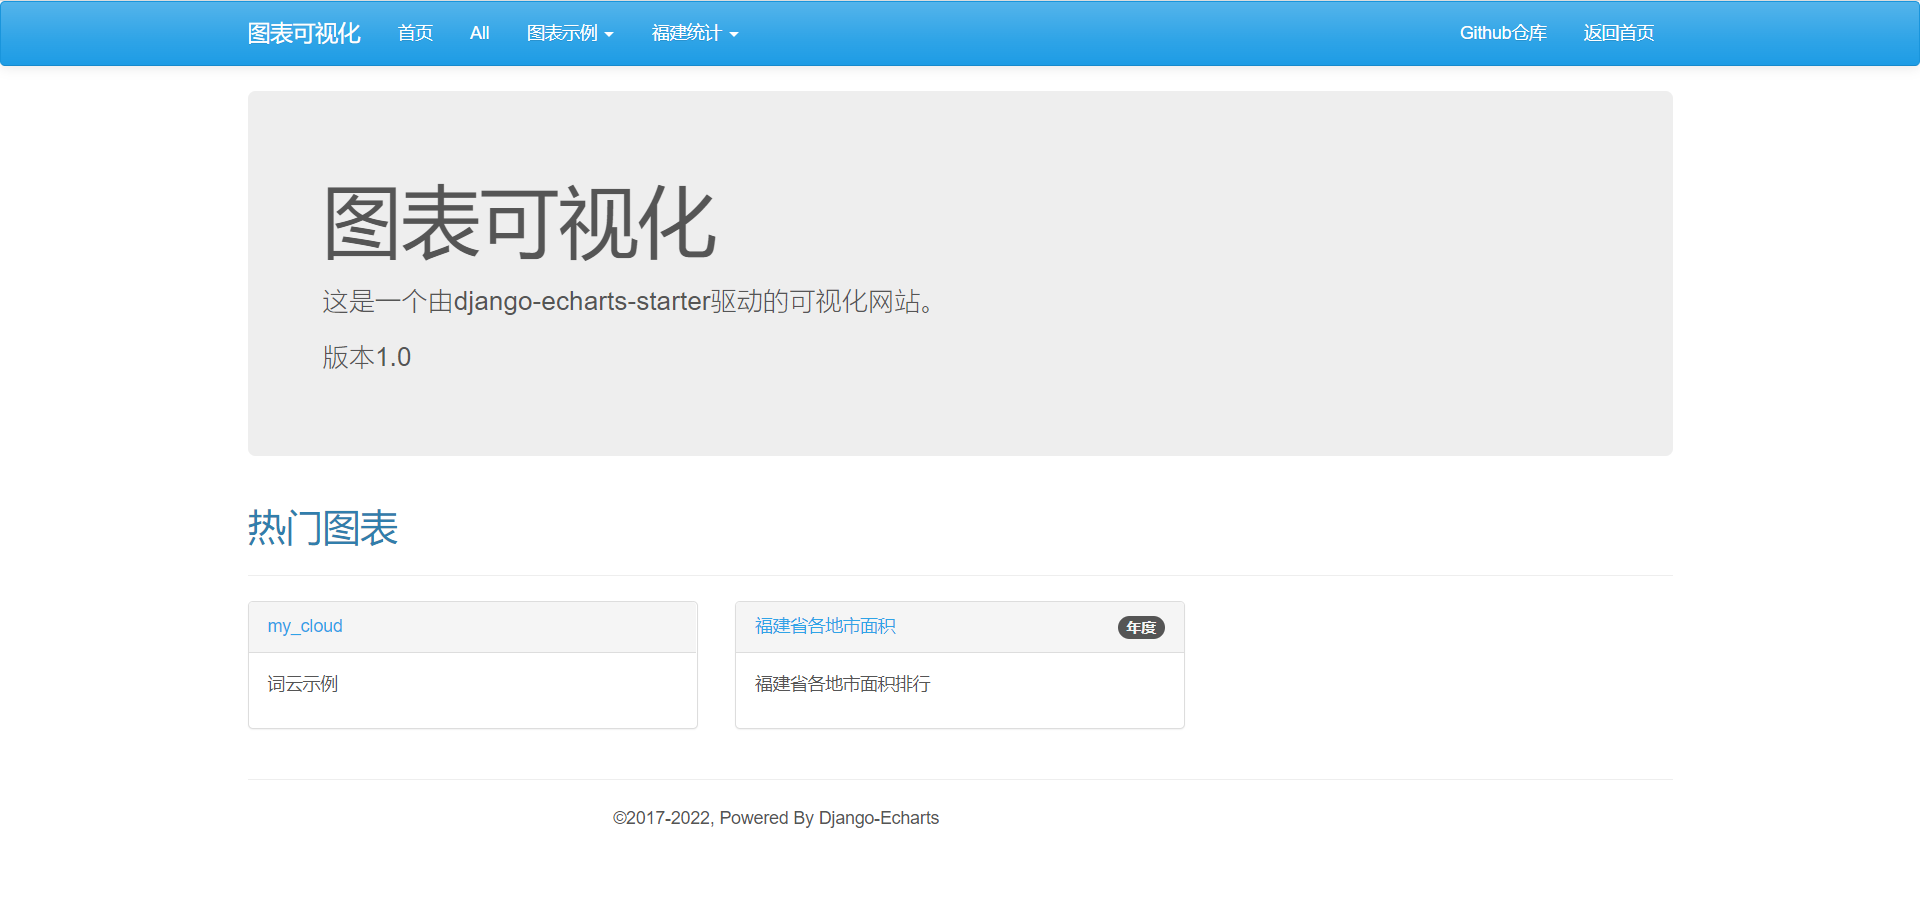 图表可视化 首页 All 图表示例 福建统计 Github仓库 返回首页
图表可视化
这是一个由django-echarts-starter驱动的可视化网站。
版本1.0
热门图表
my_cloud
词云示例
福建省各地市面积 年度
福建省各地市面积排行
©2017-2022, Powered By Django-Echarts